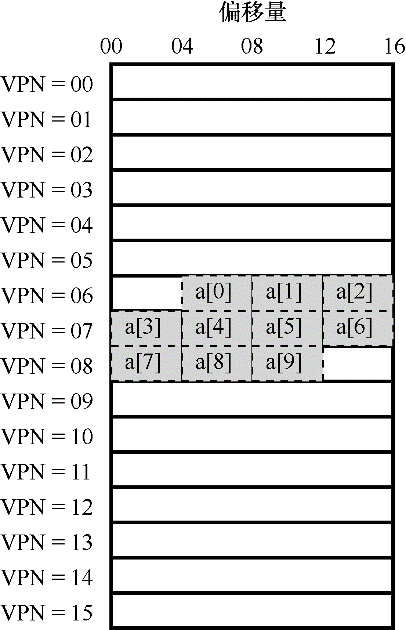 偏移量
00 04 08 12 16
VPN = 00
VPN = 01
VPN = 02
VPN = 03
VPN = 04
VPN = 05
VPN = 06 a[0] a[1] a[2]
VPN = 07 a[3] a[4] a[5] a[6]
VPN = 08 a[7] a[8] a[9]
VPN = 09
VPN = 10
VPN = 11
VPN = 12
VPN = 13
VPN = 14
VPN = 15